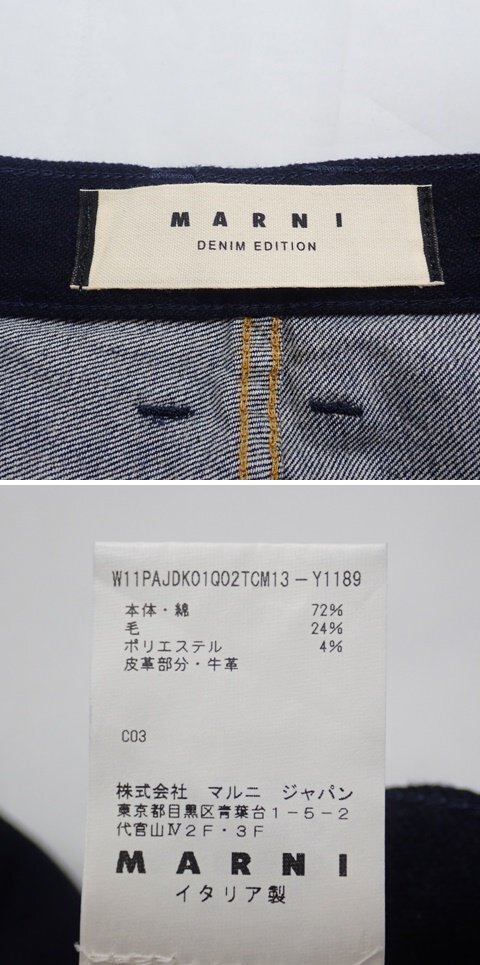 MARNI
DENIM EDITION
W11PAJDK01Q02TCM13-Y1189
本体・綿 72%
毛 24%
ポリエステル 4%
皮革部分・牛革
C03
株式会社 マルニ ジャパン
東京都目黒区青葉台1-5-2
代官山Ⅳ2F・3F
MARNI
イタリア製